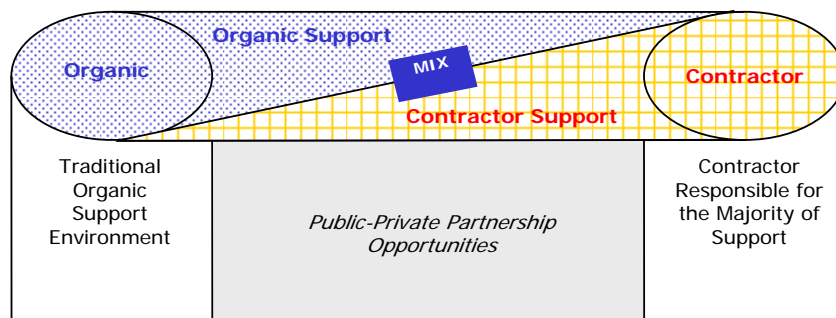 Organic Support
MIX
Organic
Contractor
Contractor Support
Traditional
Organic
Support
Environment
Public-Private Partnership
Opportunities
Contractor
Responsible for
the Majority of
Support